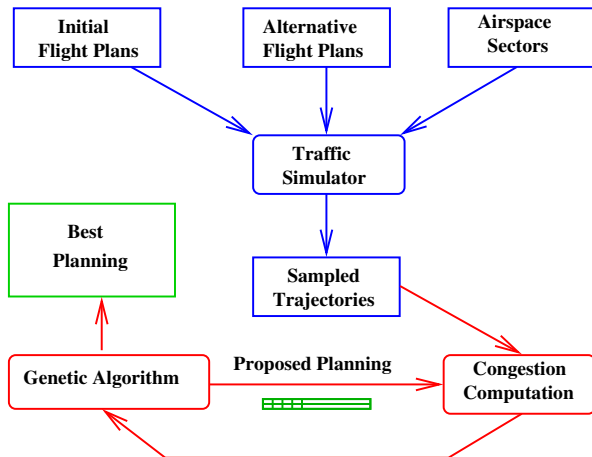 Initial
Flight Plans
Alternative
Flight Plans
Airspace
Sectors
Traffic
Simulator
Best
Planning
Sampled
Trajectories
Genetic Algorithm
Proposed Planning
Congestion
Computation